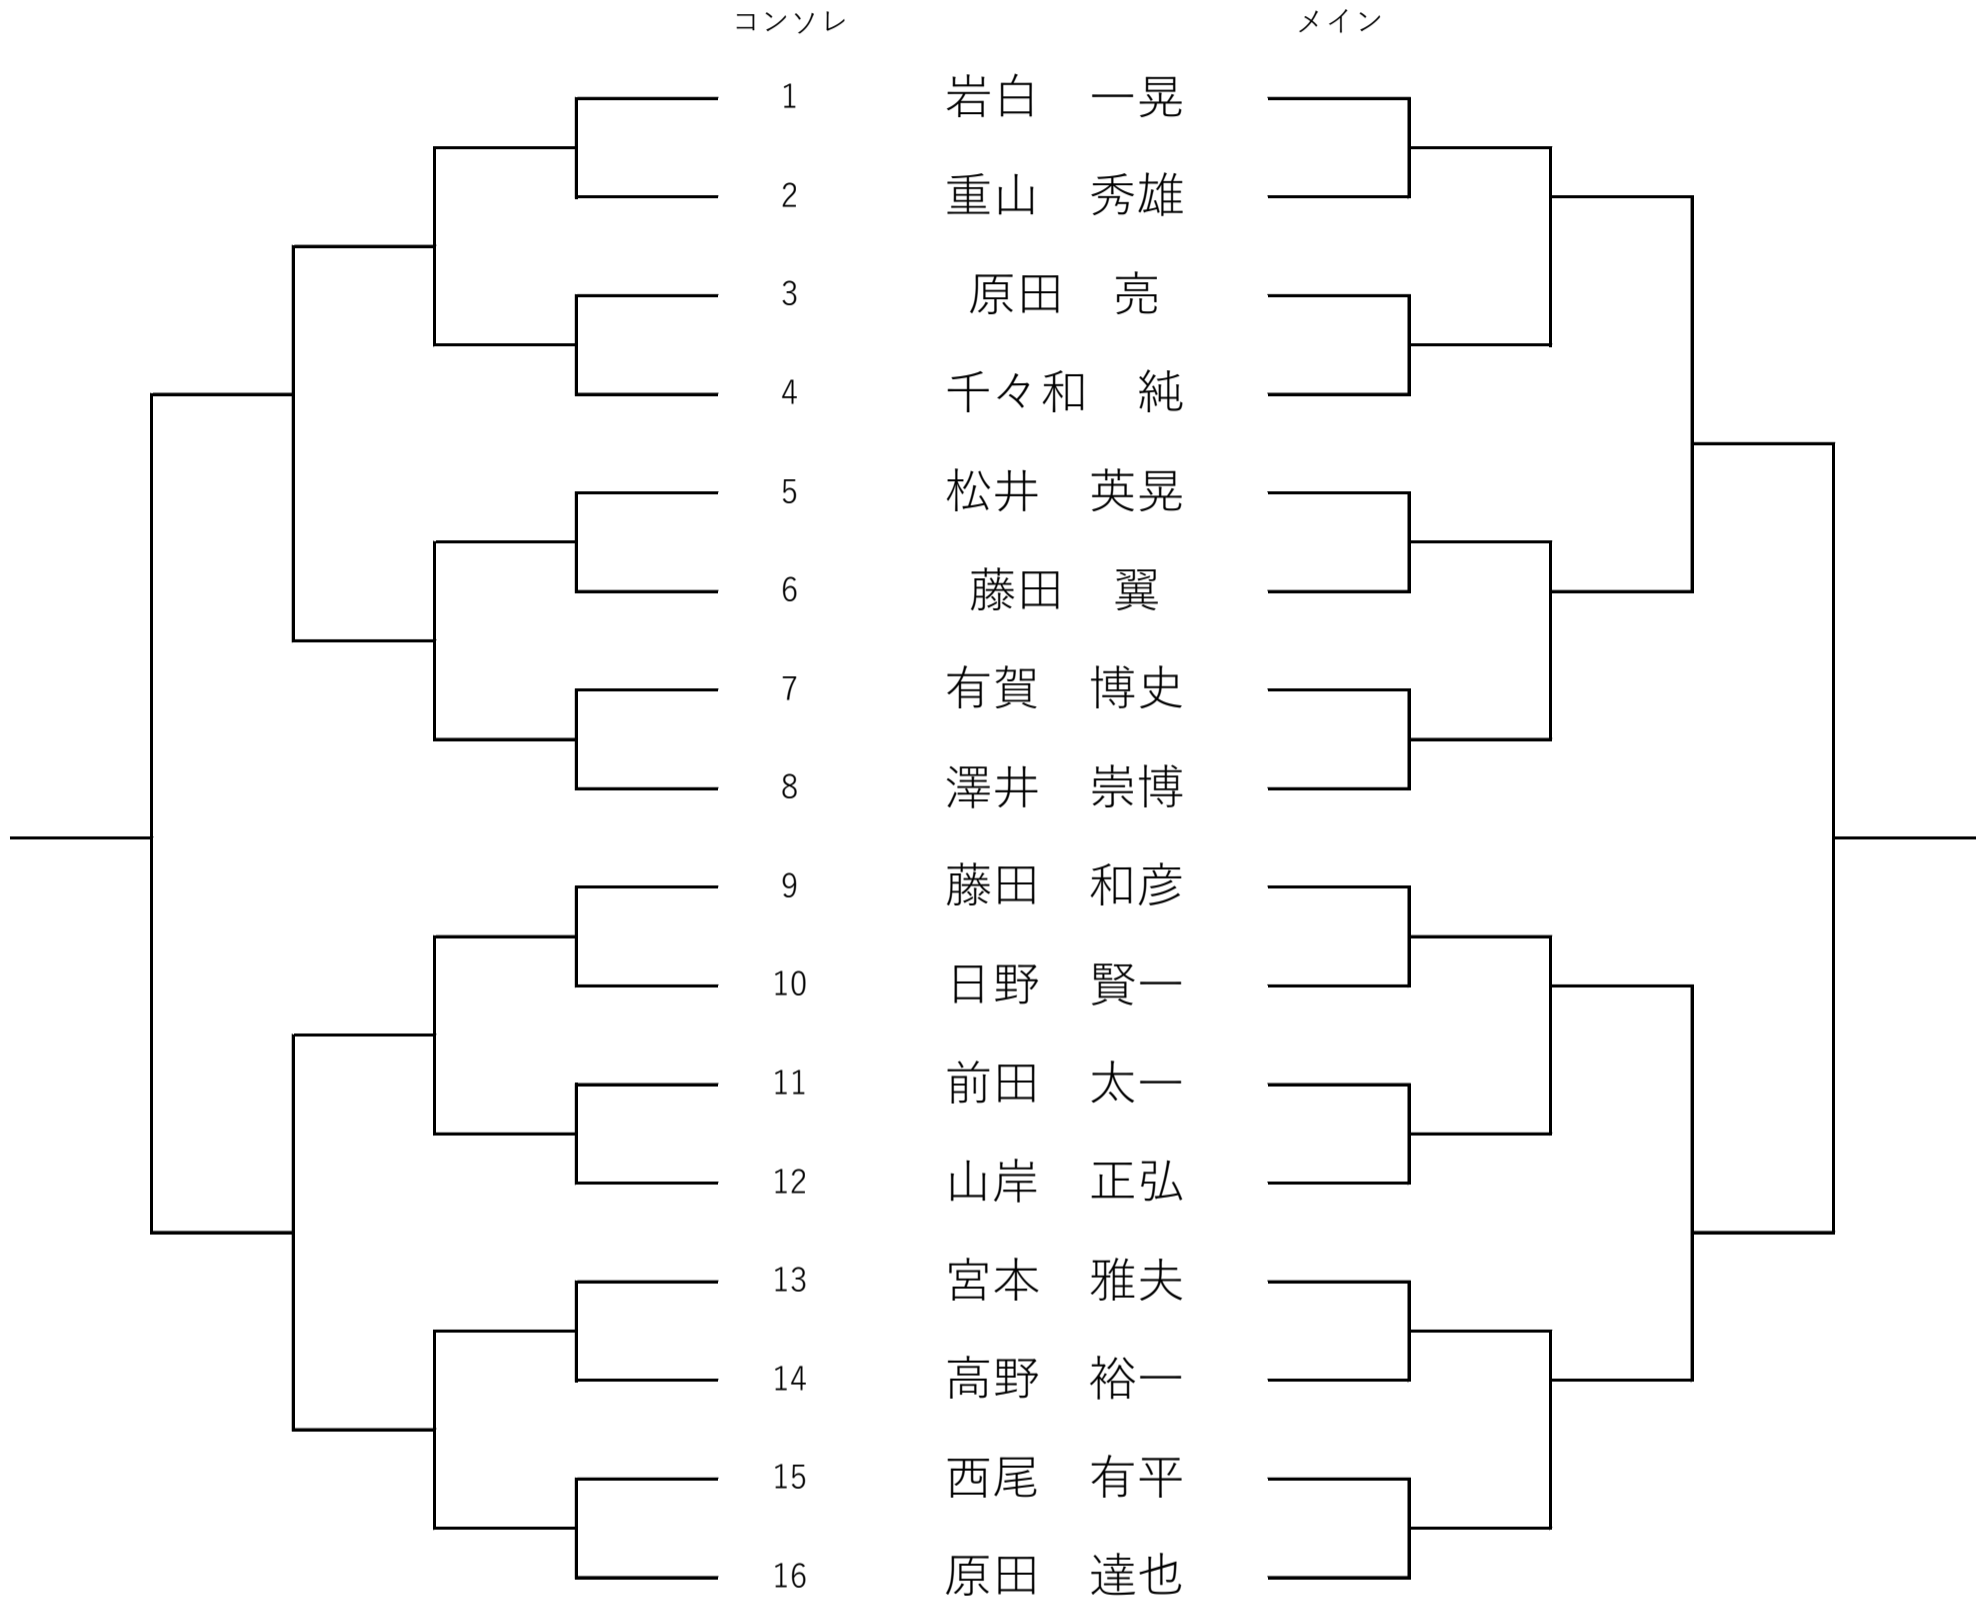 コンソレ メイン
1 岩白 一晃
2 重山 秀雄
3 原田 亮
4 千々和 純
5 松井 英晃
6 藤田 翼
7 有賀 博史
8 澤井 崇博
9 藤田 和彦
10 日野 賢一
11 前田 太一
12 山岸 正弘
13 宮本 雅夫
14 高野 裕一
15 西尾 有平
16 原田 達也